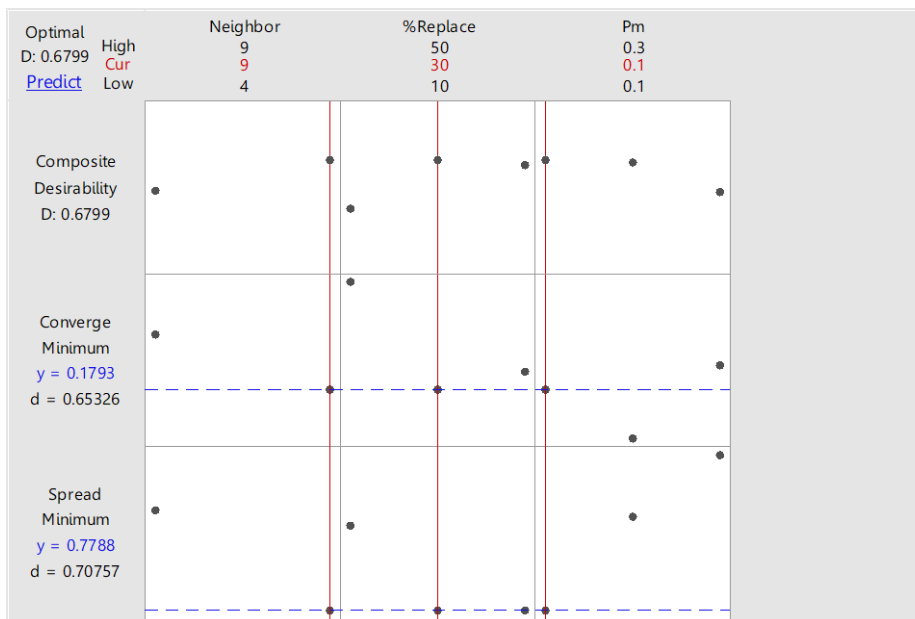 Optimal
D: 0.6799
Predict
High
Cur
Low
Neighbor
9
9
4
%Replace
50
30
10
Pm
0.3
0.1
0.1
Composite
Desirability
D: 0.6799
Converge
Minimum
y = 0.1793
d = 0.65326
Spread
Minimum
y = 0.7788
d = 0.70757